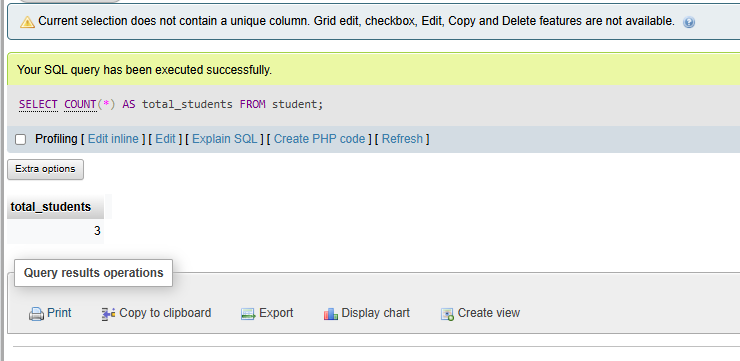 Current selection does not contain a unique column. Grid edit, checkbox, Edit, Copy and Delete features are not available.
Your SQL query has been executed successfully.
SELECT COUNT(*) AS total_students FROM student;
Profiling [ Edit inline ] [ Edit ] [ Explain SQL ] [ Create PHP code ] [ Refresh ]
Extra options
total_students
3
Query results operations
Print Copy to clipboard Export Display chart Create view